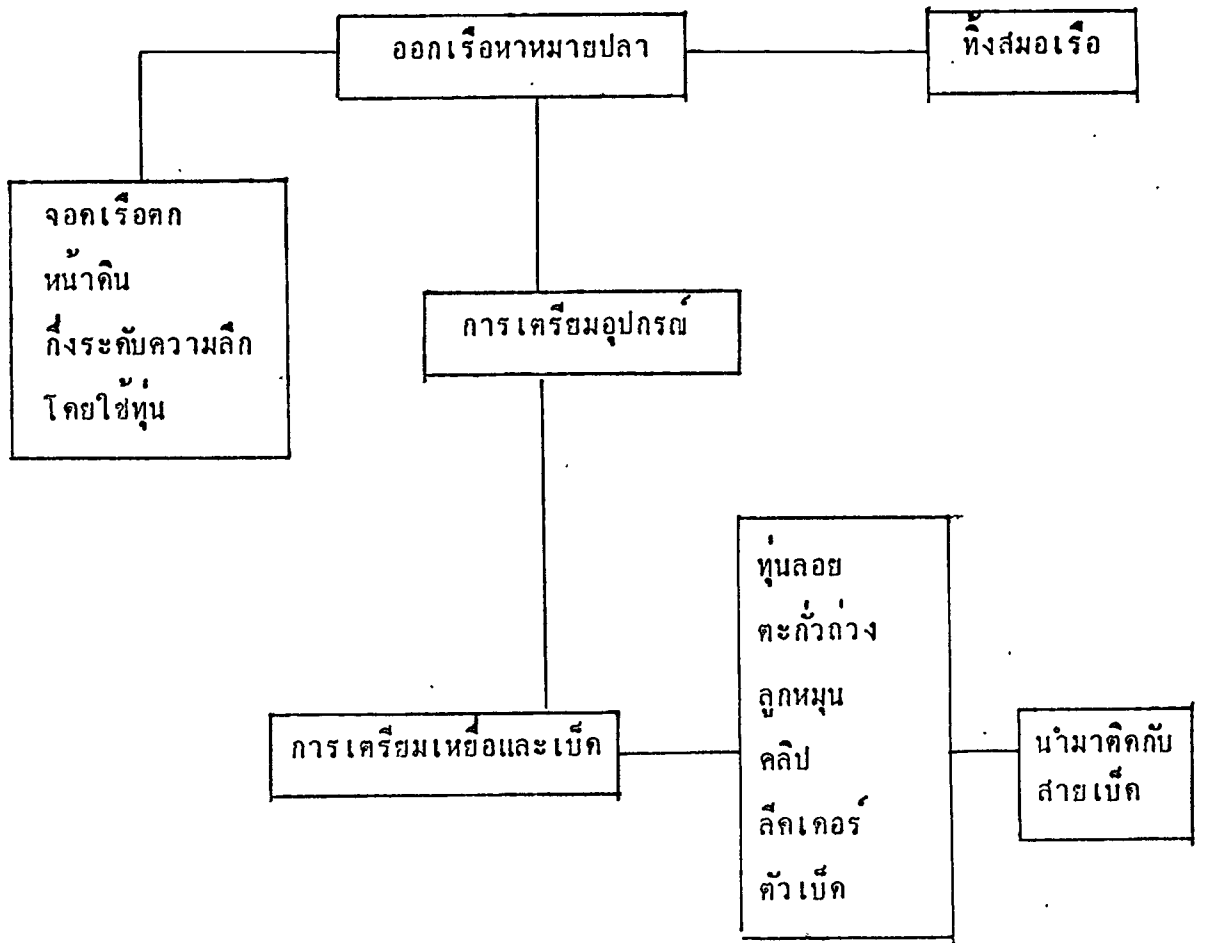 ออกเรือหาหมายปลา
ทิ้งสมอเรือ
จอดเรือตก
หน้าดิน
กึ่งระดับความลึก
โดยใช้ทุ่น
การเตรียมอุปกรณ์
การเตรียมเหยื่อและเบ็ด
ทุ่นลอย
ตะกั่วถ่วง
ลูกหมุน
คลิป
ลีดเดอร์
ตัวเบ็ด
นำมาติดกับ
สายเบ็ด